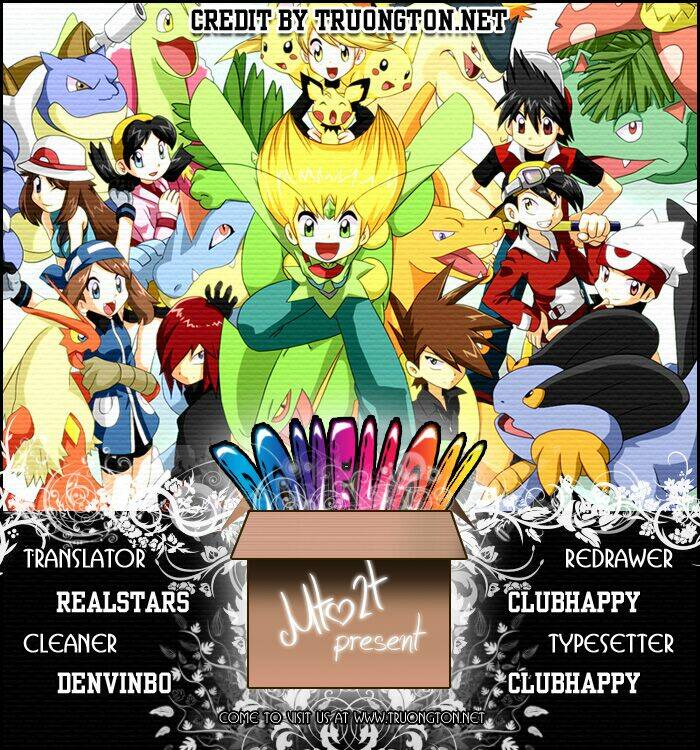 CREDIT BY TRUONGTON.NET
TRANSLATOR
REALSTARS
CLEANER
DENVINBO
Mto2t
present
REDRAWER
CLUBHAPPY
TYPESETTER
CLUBHAPPY
COME TO VISIT US AT WWW.TRUONGTON.NET